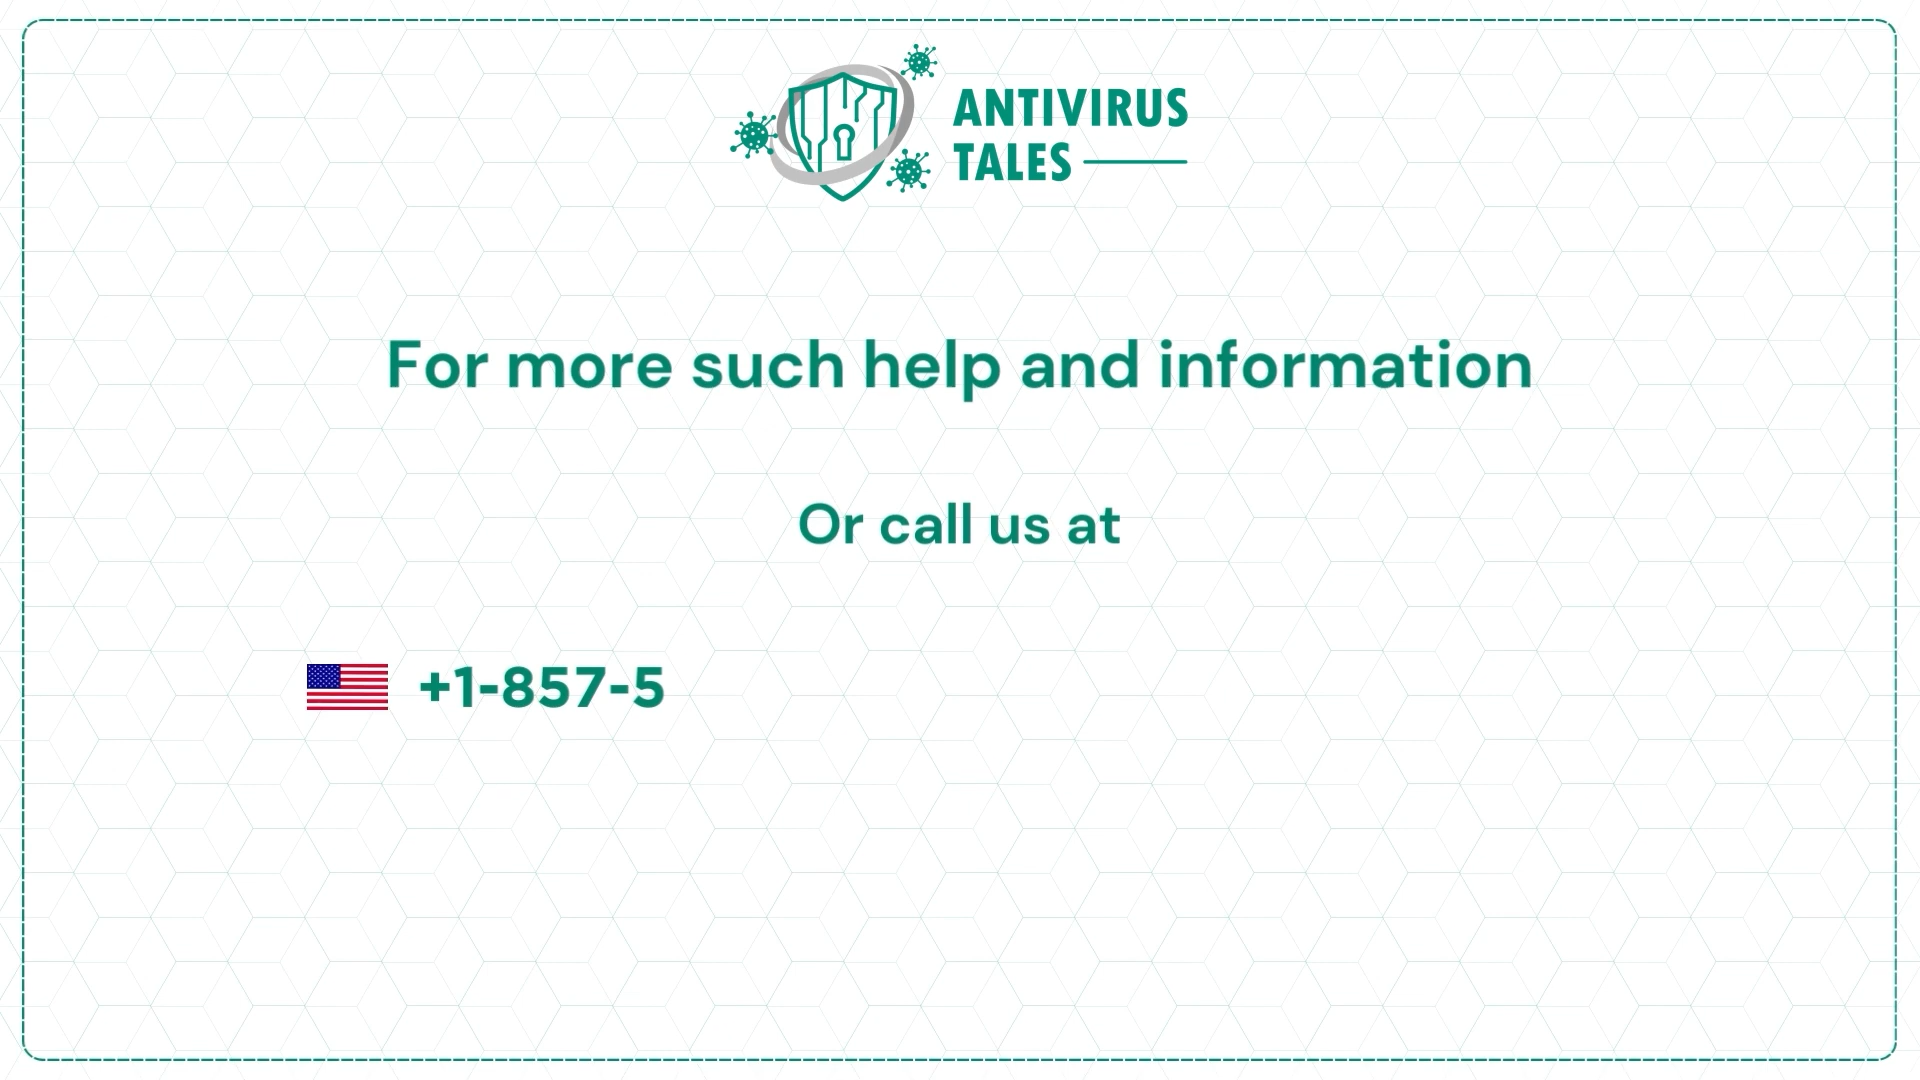 ANTIVIRUS
TALES
For more such help and information
Or call us at
+1-857-5